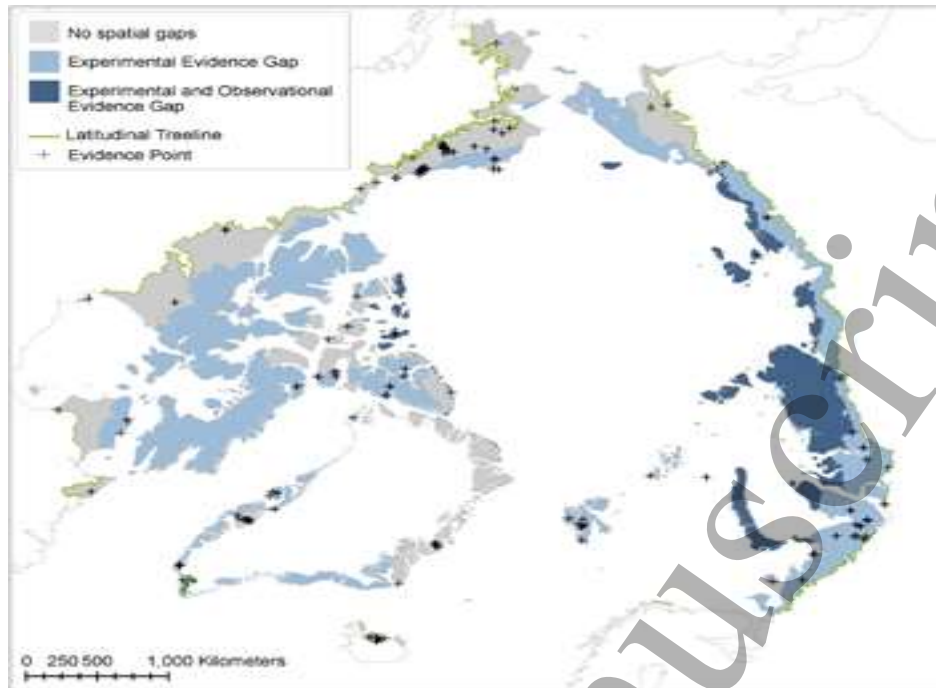 No spatial gaps
Experimental Evidence Gap
Experimental and Observational
Evidence Gap
Latitudinal Treeline
Evidence Point
0 250 500 1,000 Kilometers
uscrip